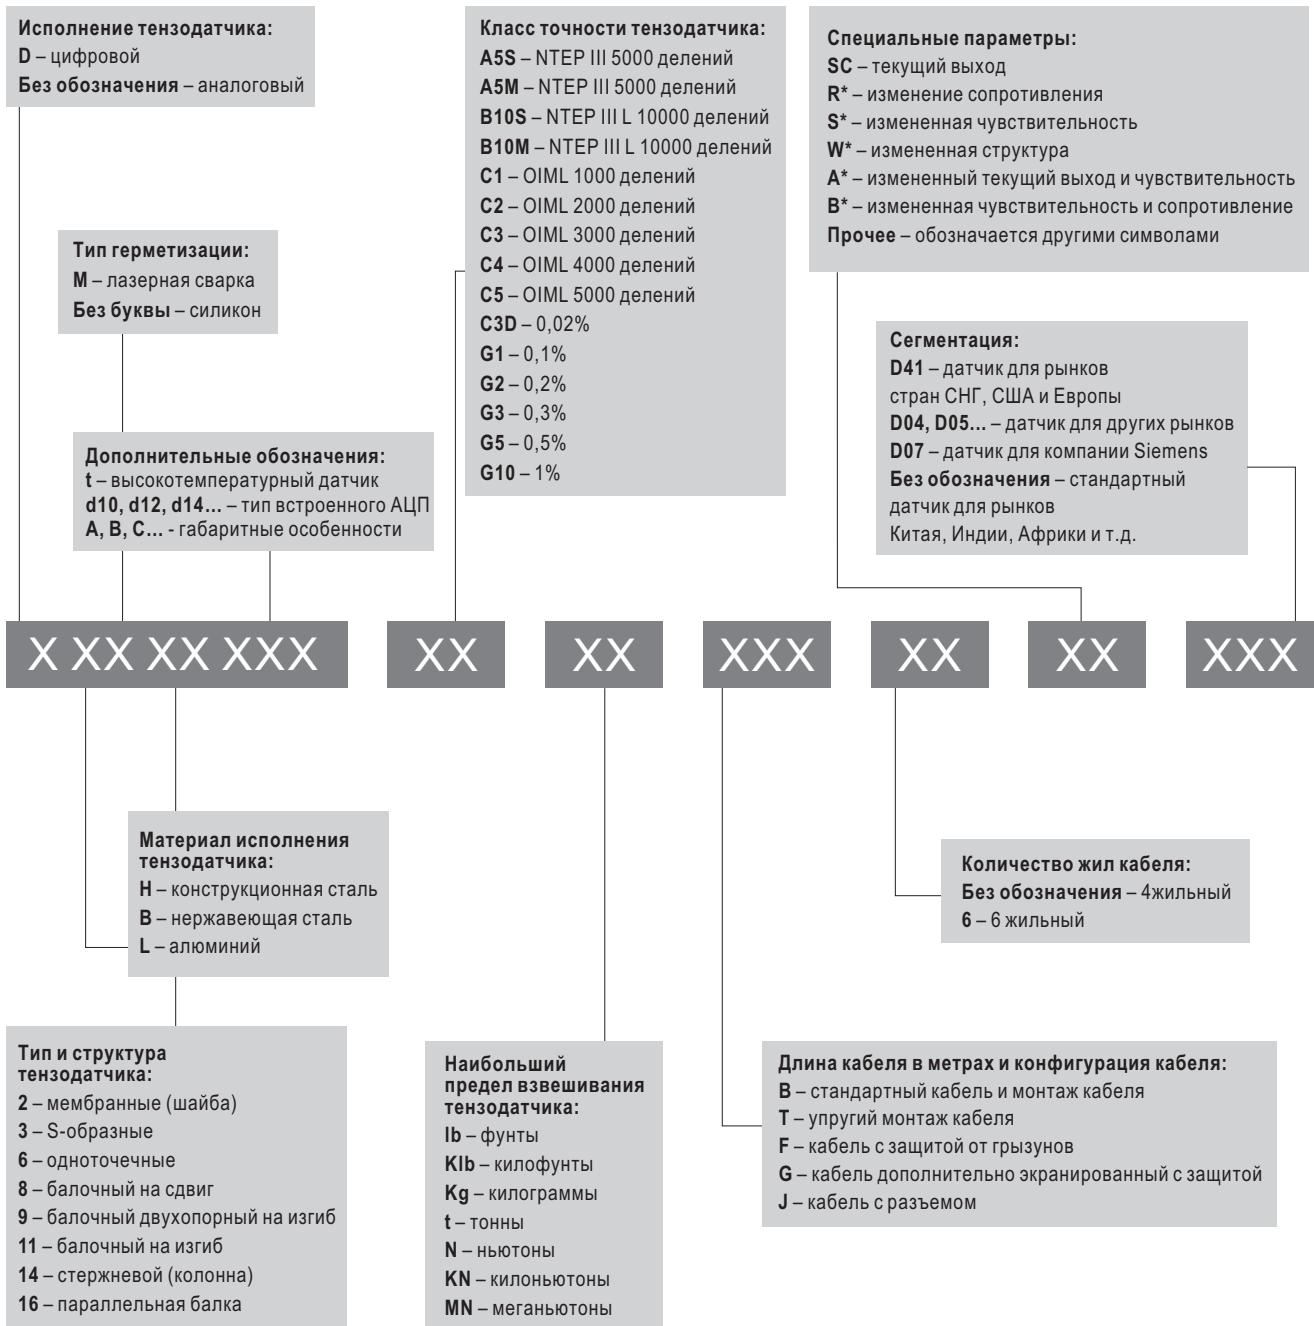 Исполнение тензодатчика:
D – цифровой
Без обозначения – аналоговый
Тип герметизации:
M – лазерная сварка
Без буквы – силикон
Дополнительные обозначения:
t – высокотемпературный датчик
d10, d12, d14... – тип встроенного АЦП
A, B, C... - габаритные особенности
Класс точности тензодатчика:
A5S – NTEP III 5000 делений
A5M – NTEP III 5000 делений
B10S – NTEP III L 10000 делений
B10M – NTEP III L 10000 делений
C1 – OIML 1000 делений
C2 – OIML 2000 делений
C3 – OIML 3000 делений
C4 – OIML 4000 делений
C5 – OIML 5000 делений
C3D – 0,02%
G1 – 0,1%
G2 – 0,2%
G3 – 0,3%
G5 – 0,5%
G10 – 1%
Специальные параметры:
SC – текущий выход
R* – изменение сопротивления
S* – измененная чувствительность
W* – измененная структура
A* – измененный текущий выход и чувствительность
B* – измененная чувствительность и сопротивление
Прочее – обозначается другими символами
Сегментация:
D41 – датчик для рынков
стран СНГ, США и Европы
D04, D05... – датчик для других рынков
D07 – датчик для компании Siemens
Без обозначения – стандартный
датчик для рынков
Китая, Индии, Африки и т.д.
X XX XX XXX XX XX XXX XX XX XXX
Материал исполнения
тензодатчика:
H – конструкционная сталь
B – нержавеющая сталь
L – алюминий
Тип и структура
тензодатчика:
2 – мембранные (шайба)
3 – S-образные
6 – одноточечные
8 – балочный на сдвиг
9 – балочный двухопорный на изгиб
11 – балочный на изгиб
14 – стержневой (колонна)
16 – параллельная балка
Наибольший
предел взвешивания
тензодатчика:
lb – фунты
Klb – килофунты
Kg – килограммы
t – тонны
N – ньютоны
KN – килоньютоны
MN – меганьютоны
Количество жил кабеля:
Без обозначения – 4жильный
6 – 6 жильный
Длина кабеля в метрах и конфигурация кабеля:
B – стандартный кабель и монтаж кабеля
T – упругий монтаж кабеля
F – кабель с защитой от грызунов
G – кабель дополнительно экранированный с защитой
J – кабель с разъемом